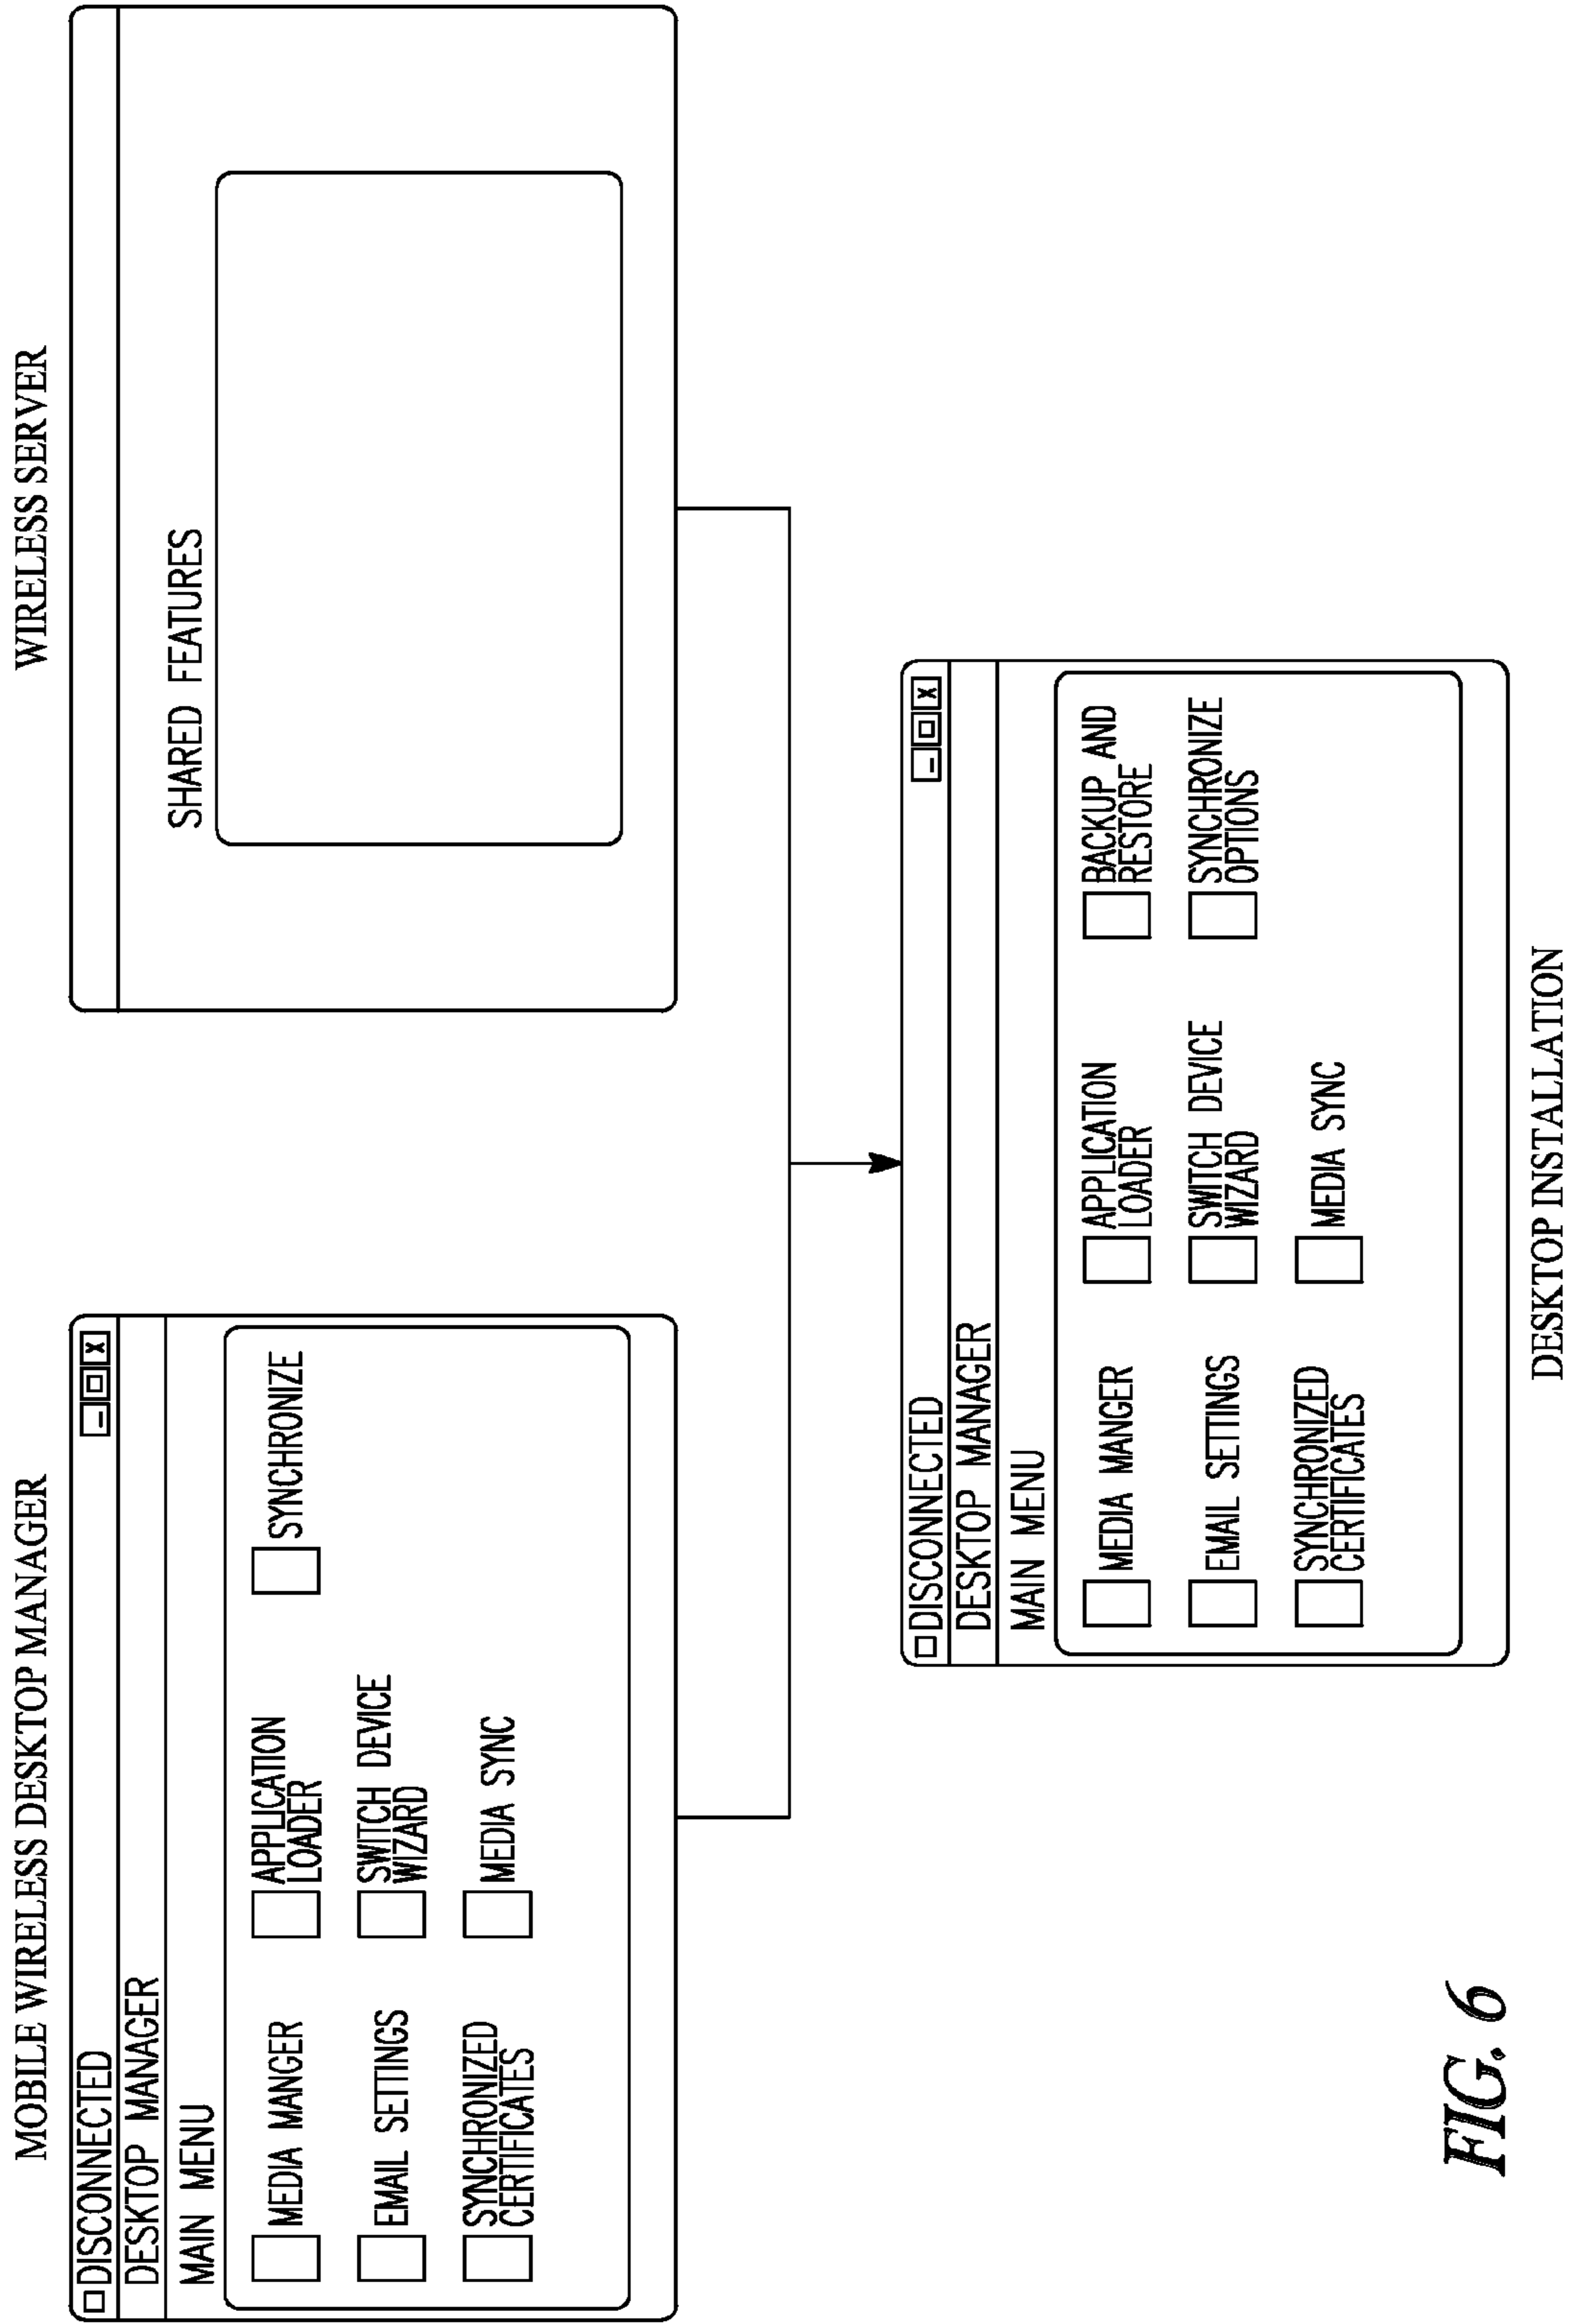 MOBILE WIRELESS DESKTOP MANAGER
DISCONNECTED
DESKTOP MANAGER
MAIN MENU
MEDIA MANGER
APPLICATION
LOADER
SYNCHRONIZE
EMAIL SETTINGS
SWITCH DEVICE
WIZARD
SYNCHRONIZED
CERTIFICATES
MEDIA SYNC
WIRELESS SERVER
SHARED FEATURES
DISCONNECTED
DESKTOP MANAGER
MAIN MENU
MEDIA MANGER
APPLICATION
LOADER
BACKUP AND
RESTORE
EMAIL SETTINGS
SWITCH DEVICE
WIZARD
SYNCHRONIZE
OPTIONS
SYNCHRONIZED
CERTIFICATES
MEDIA SYNC
DESKTOP INSTALLATION
FIG. 6